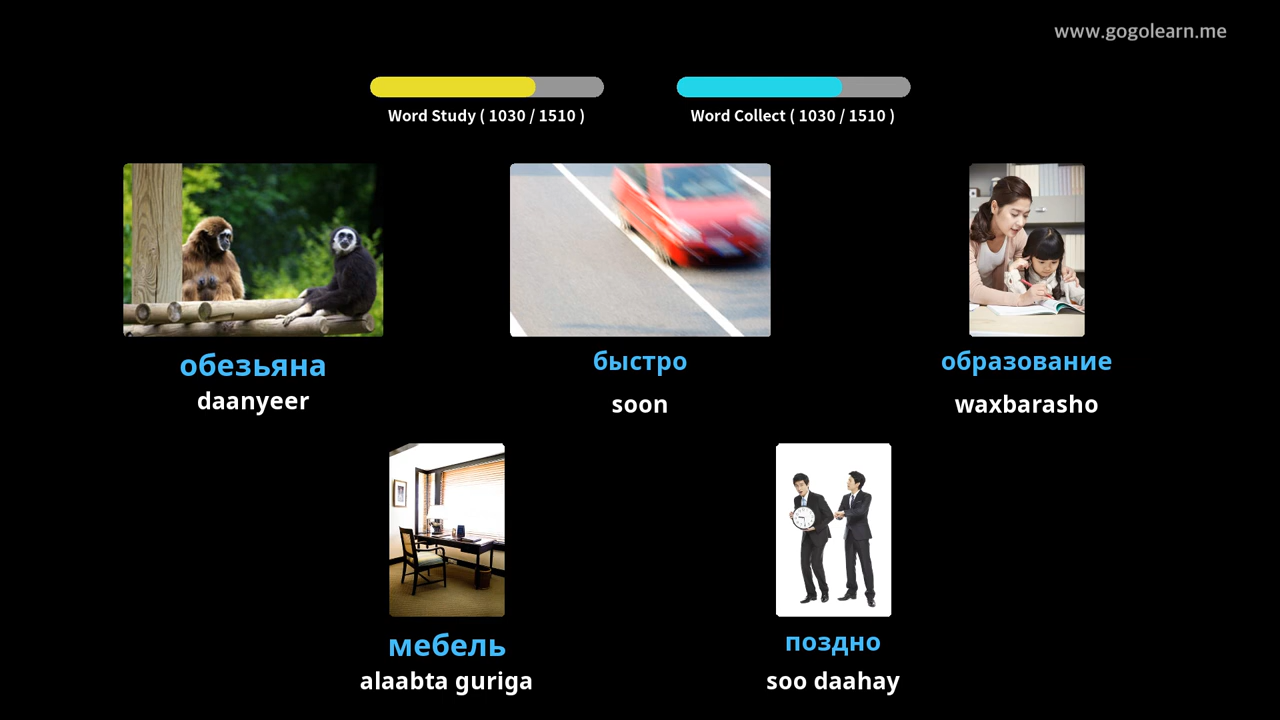 www.gogolearn.me
Word Study ( 1030 / 1510 )
Word Collect ( 1030 / 1510 )
обезьяна
daanyeer
быстро
soon
образование
waxbarasho
мебель
alaabta guriga
поздно
soo daahay